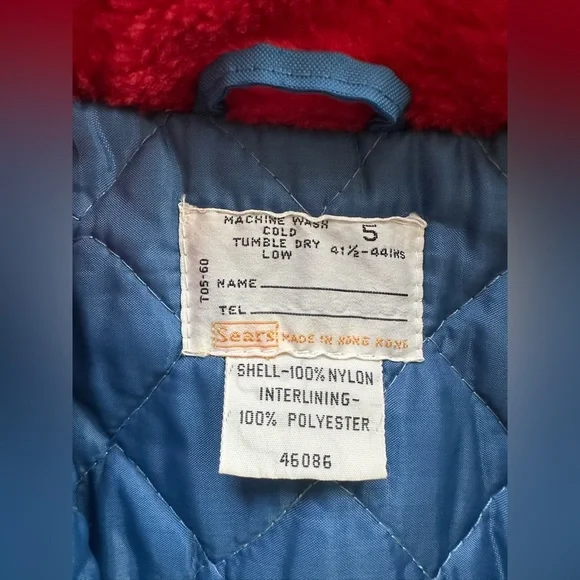 MACHINE WASH
COLD
TUMBLE DRY
LOW
5
41½-44INS
T05-60
NAME
TEL.
Sears MADE IN HONG KONG
SHELL-100% NYLON
INTERLINING-
100% POLYESTER
46086